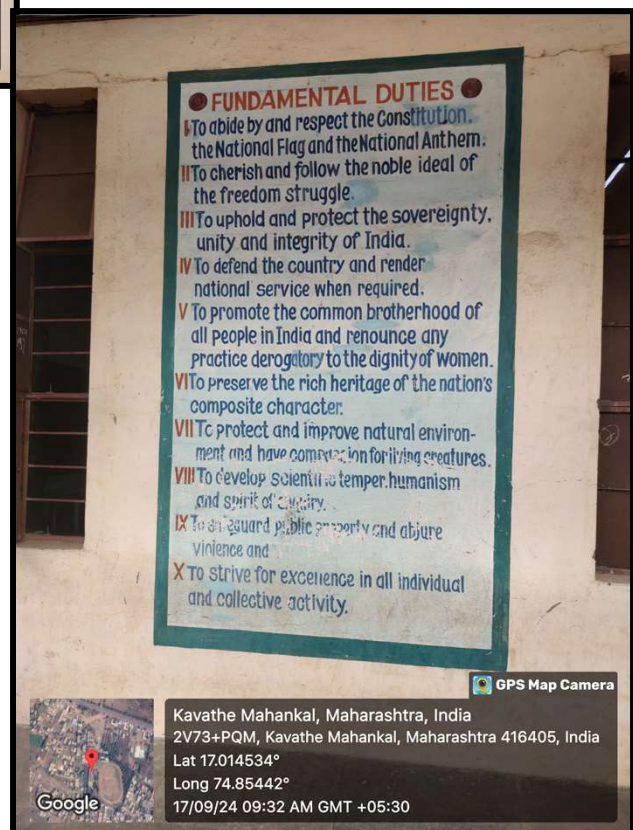 FUNDAMENTAL DUTIES
I To abide by and respect the Constitution.
the National Flag and the National Anthem.
II To cherish and follow the noble ideal of
the freedom struggle.
III To uphold and protect the sovereignty,
unity and integrity of India.
IV To defend the country and render
national service when required.
V To promote the common brotherhood of
all people in India and renounce any
practice derogatory to the dignity of women.
VI To preserve the rich heritage of the nation's
composite character.
VII To protect and improve natural environ-
ment and have compassion for living creatures.
VIII To develop scientific temper. humanism
and spirit of
IX To safeguard public property and abjure
violence and
X To strive for excellence in all individual
and collective activity.
GPS Map Camera
Kavathe Mahankal, Maharashtra, India
2V73+PQM, Kavathe Mahankal, Maharashtra 416405, India
Lat 17.014534°
Long 74.85442°
17/09/24 09:32 AM GMT +05:30
Google